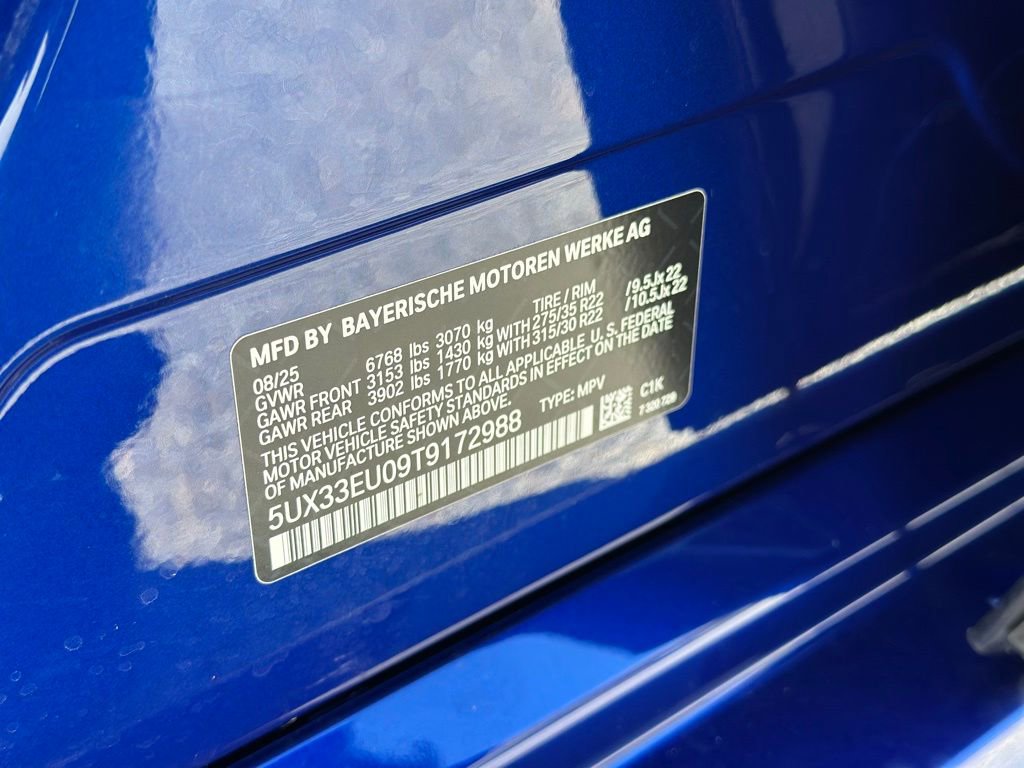 MFD BY BAYERISCHE MOTOREN WERKE AG
08/25 TIRE / RIM
GVWR 6768 lbs 3070 kg
GAWR FRONT 3153 lbs 1430 kg WITH 275/35 R22 /9.5Jx22
GAWR REAR 3902 lbs 1770 kg WITH 315/30 R22 /10.5Jx22
THIS VEHICLE CONFORMS TO ALL APPLICABLE U. S. FEDERAL
MOTOR VEHICLE SAFETY STANDARDS IN EFFECT ON THE DATE
OF MANUFACTURE SHOWN ABOVE.
5UX33EU09T9172988 TYPE: MPV C1K